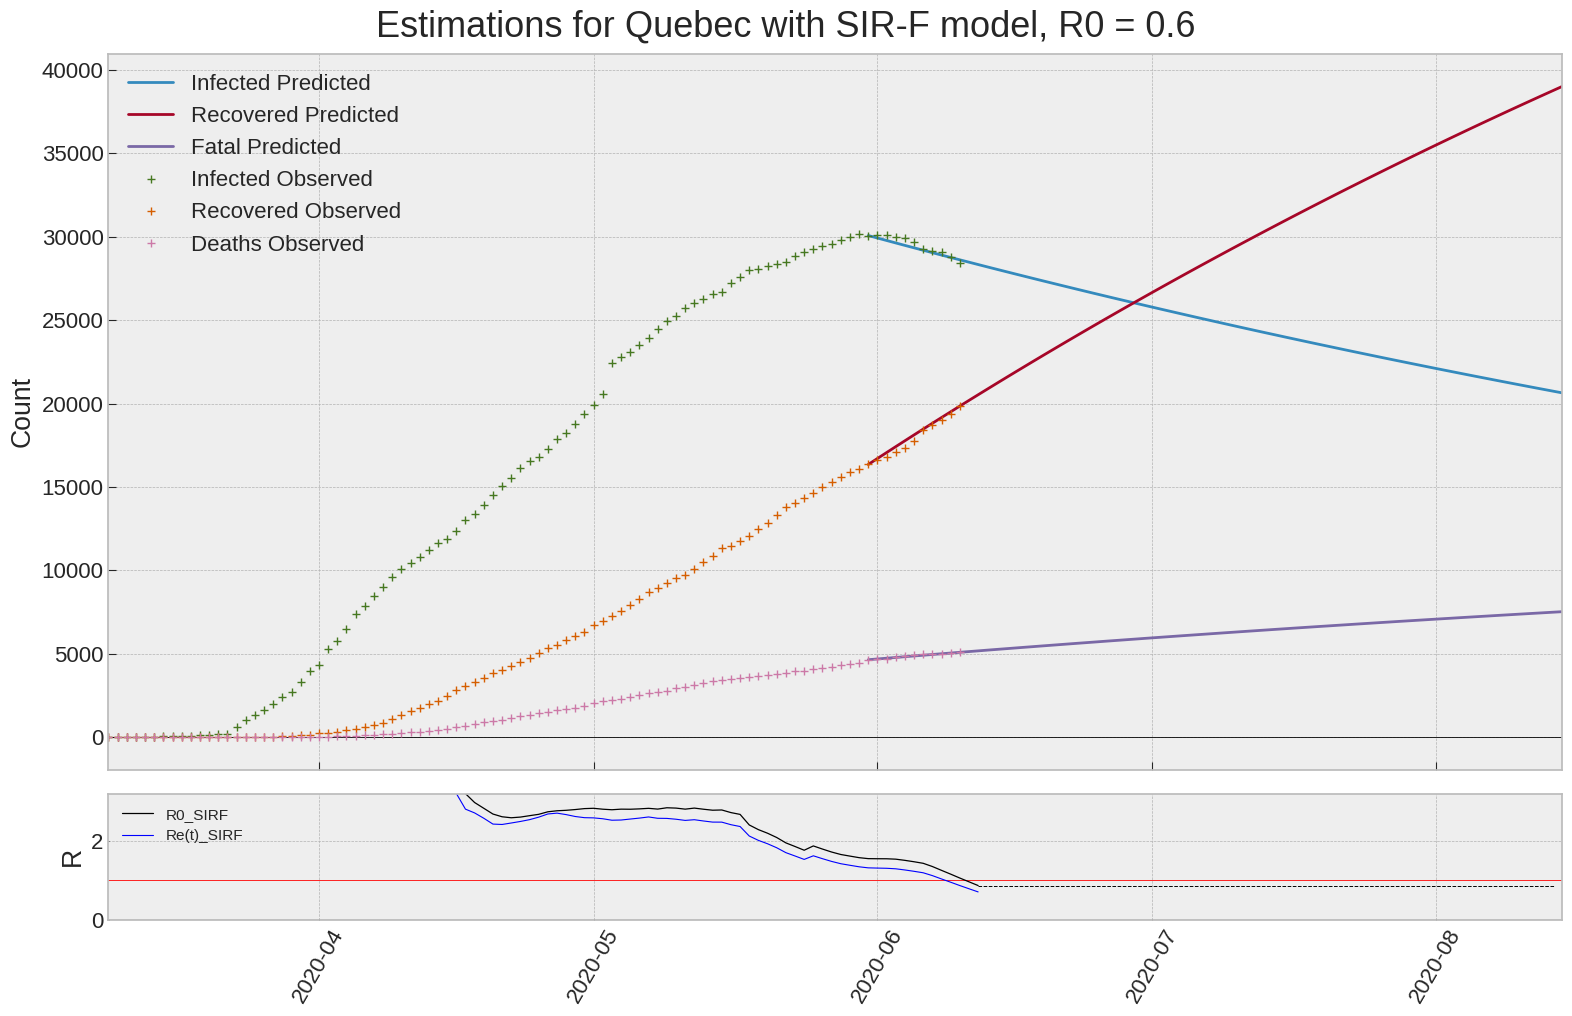 Estimations for Quebec with SIR-F model, R0 = 0.6
40000
35000
30000
25000
20000
15000
10000
5000
0
Count
Infected Predicted
Recovered Predicted
Fatal Predicted
Infected Observed
Recovered Observed
Deaths Observed
R0_SIRF
Re(t)_SIRF
2
0
R
2020-04
2020-05
2020-06
2020-07
2020-08